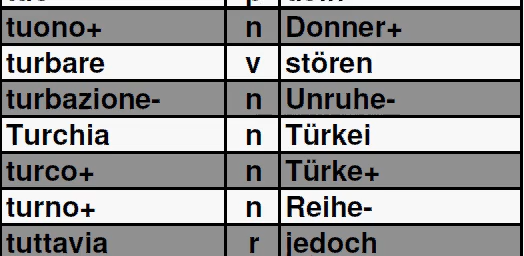 tuono+ n Donner+
turbare v stören
turbazione- n Unruhe-
Turchia n Türkei
turco+ n Türke+
turno+ n Reihe-
tuttavia r jedoch